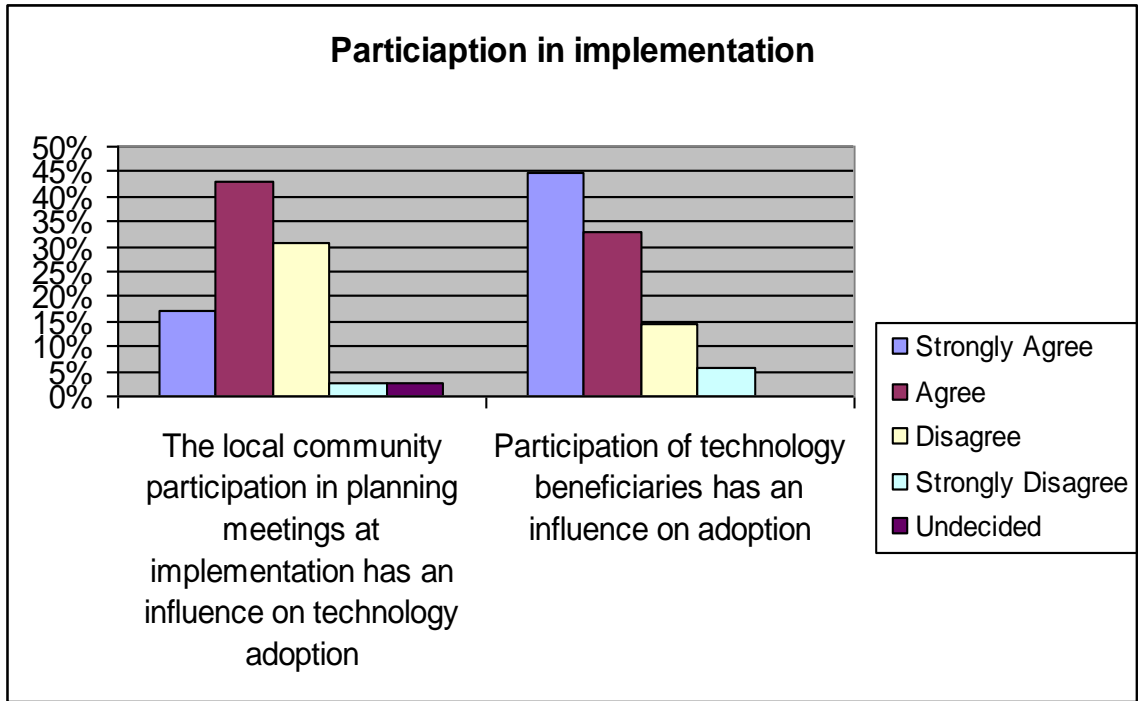 Particiaption in implementation
50%
45%
40%
35%
30%
25%
20%
15%
10%
5%
0%
The local community
participation in planning
meetings at
implementation has an
influence on technology
adoption
Participation of technology
beneficiaries has an
influence on adoption
Strongly Agree
Agree
Disagree
Strongly Disagree
Undecided